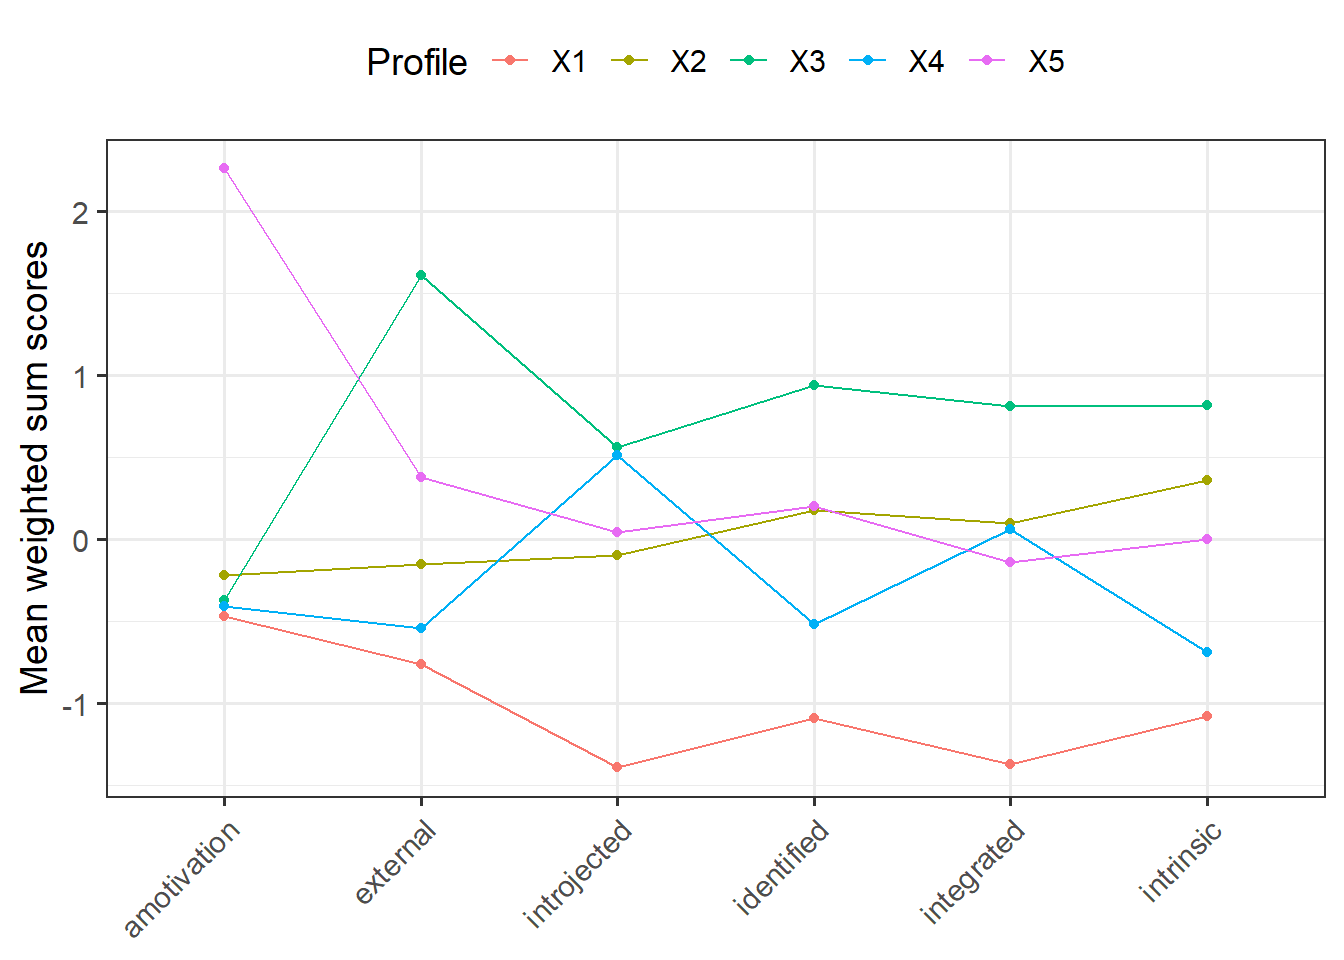 Profile X1 X2 X3 X4 X5
Mean weighted sum scores
2
1
0
-1
amotivation external introjected identified integrated intrinsic